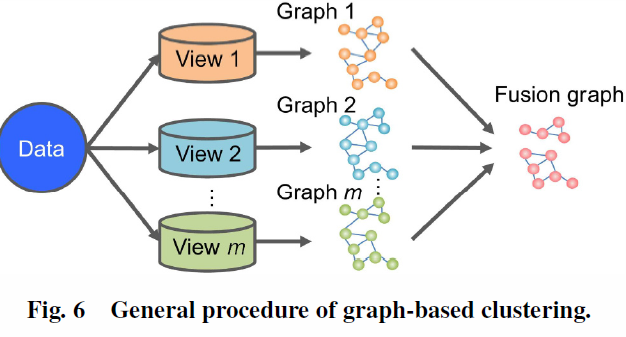 Graph 1
View 1
Graph 2
Fusion graph
Data
View 2
⋮
⋮
Graph m
View m
Fig. 6 General procedure of graph-based clustering.